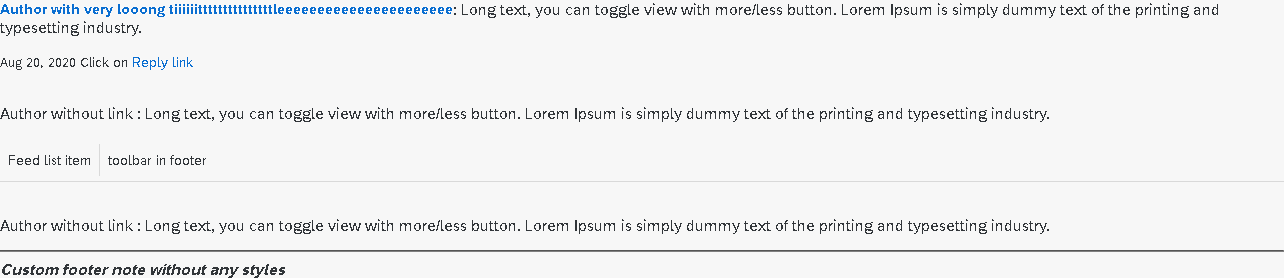 Author with very looong tiiiiiittttttttttttttttleeeeeeeeeeeeeeeeeeeeee: Long text, you can toggle view with more/less button. Lorem Ipsum is simply dummy text of the printing and
typesetting industry.
Aug 20, 2020 Click on Reply link
Author without link : Long text, you can toggle view with more/less button. Lorem Ipsum is simply dummy text of the printing and typesetting industry.
Feed list item toolbar in footer
Author without link : Long text, you can toggle view with more/less button. Lorem Ipsum is simply dummy text of the printing and typesetting industry.
Custom footer note without any styles